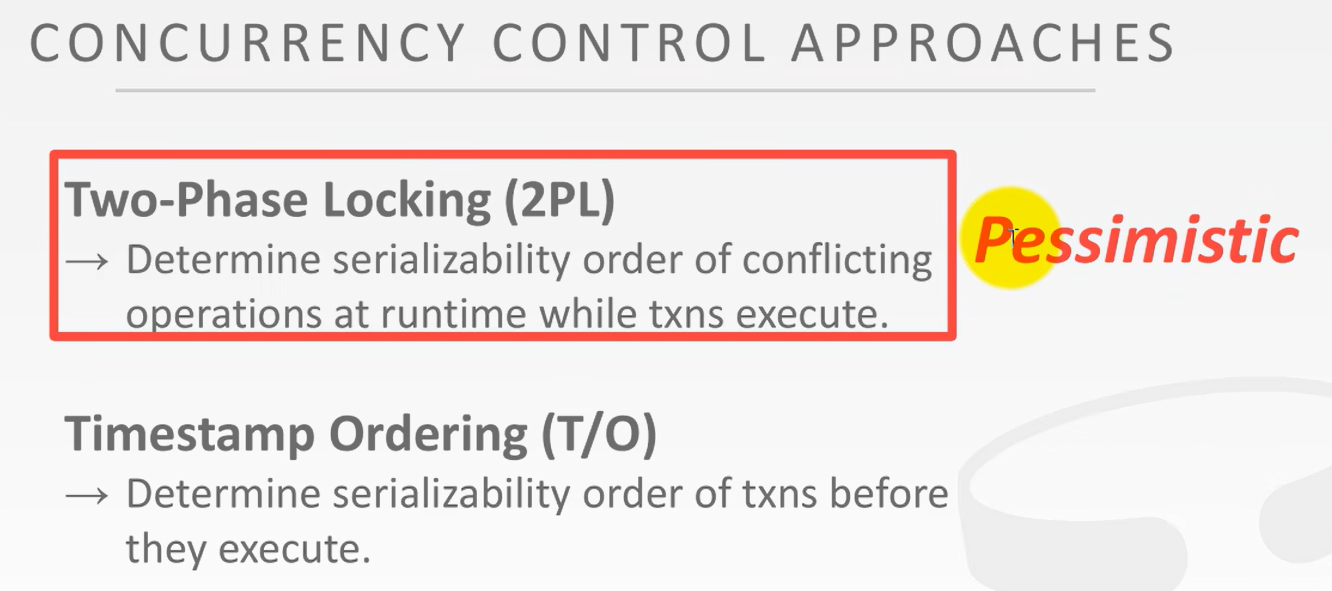 CONCURRENCY CONTROL APPROACHES
Two-Phase Locking (2PL)
→ Determine serializability order of conflicting
operations at runtime while txns execute.
Pessimistic
Timestamp Ordering (T/O)
→ Determine serializability order of txns before
they execute.